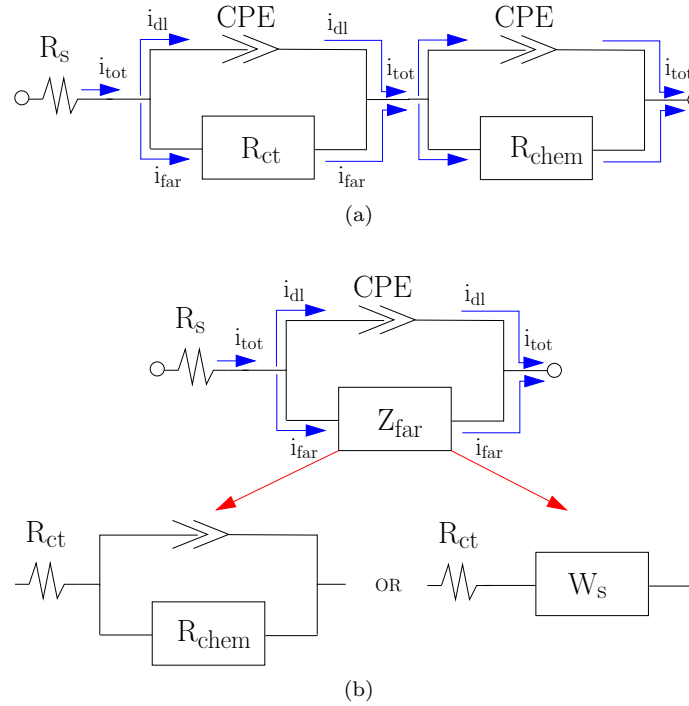 CPE CPE
i_dl i_dl
R_s i_tot i_tot i_tot
R_ct R_chem
i_far i_far
(a)
CPE
i_dl i_dl
R_s i_tot i_tot
Z_far
i_far i_far
R_ct R_ct
OR W_s
R_chem
(b)